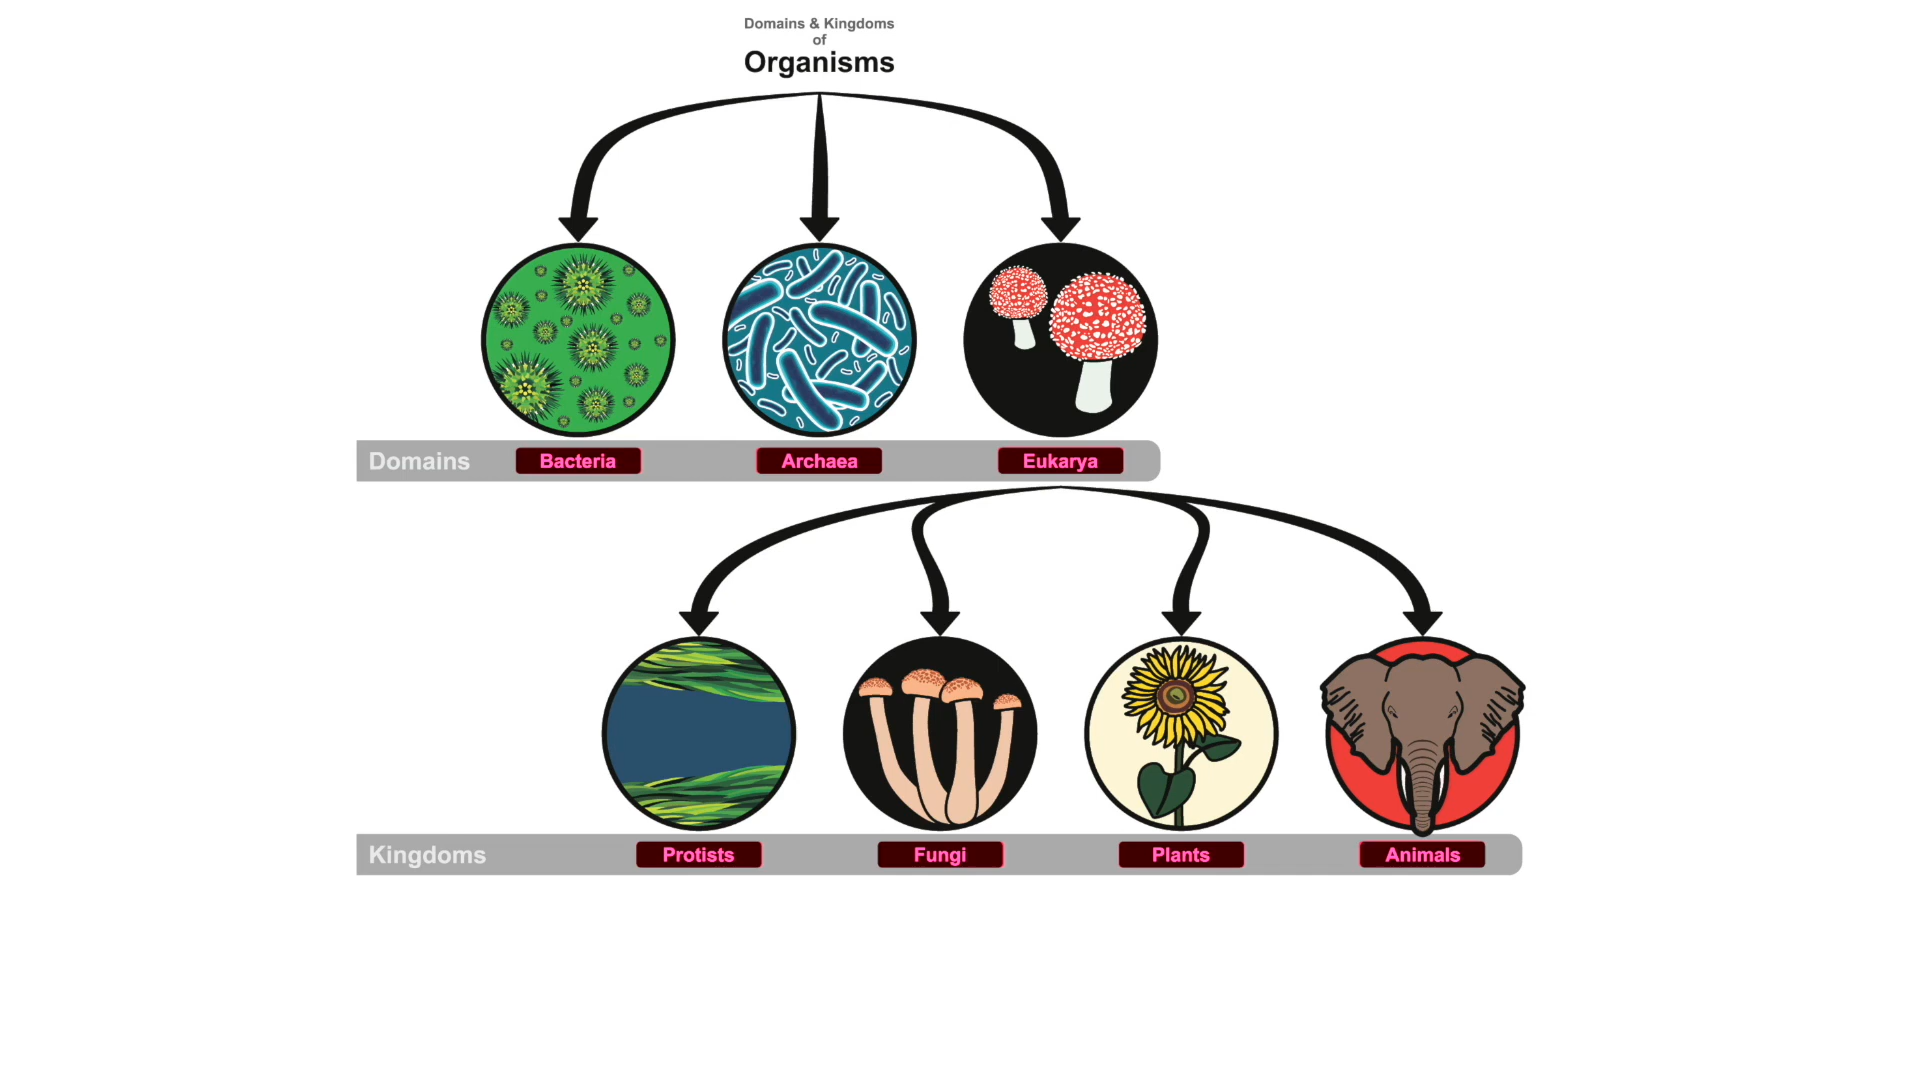 Domains & Kingdoms
of
Organisms
Domains
Bacteria
Archaea
Eukarya
Kingdoms
Protists
Fungi
Plants
Animals